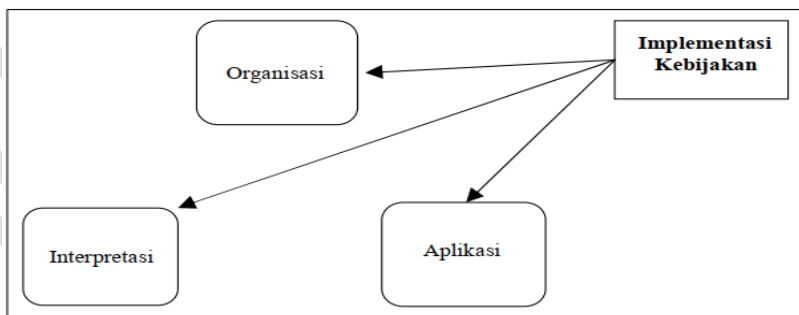 Implementasi
Kebijakan
Organisasi
Interpretasi
Aplikasi